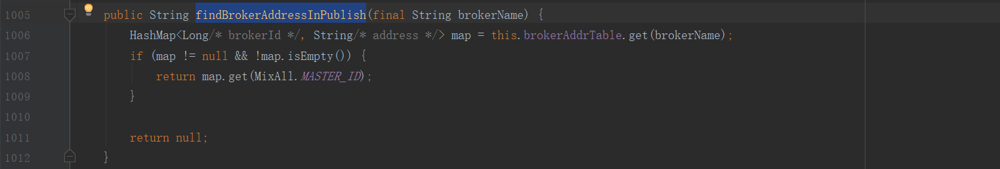 1005 public String findBrokerAddressInPublish(final String brokerName) {
1006 HashMap<Long/* brokerId */, String/* address */> map = this.brokerAddrTable.get(brokerName);
1007 if (map != null && !map.isEmpty()) {
1008 return map.get(MixAll.MASTER_ID);
1009 }
1010
1011 return null;
1012 }